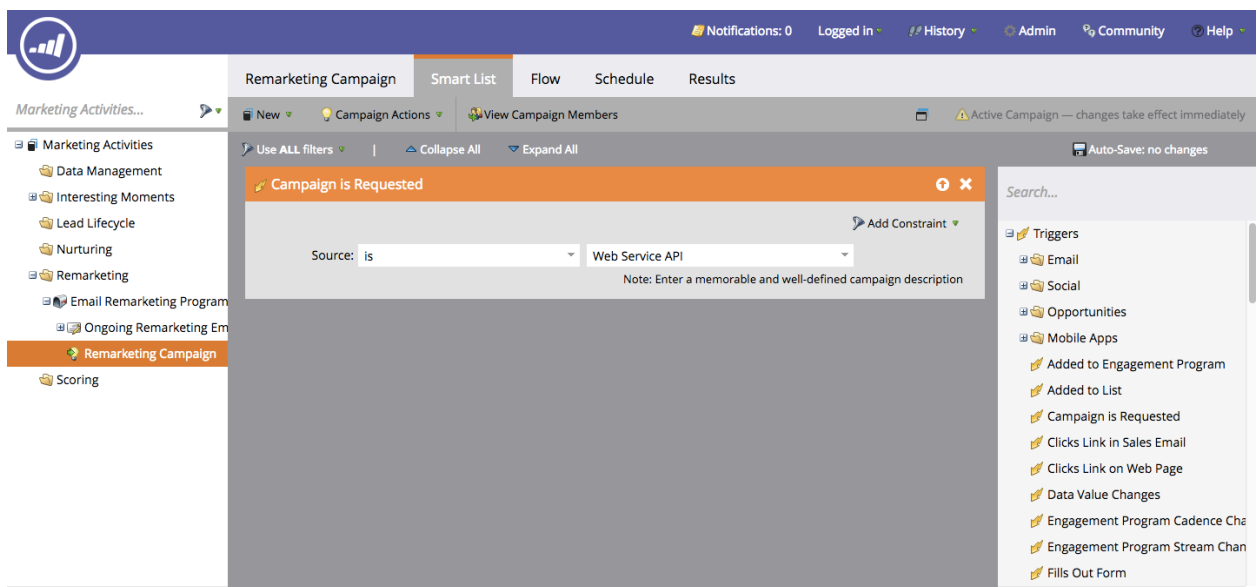 Notifications: 0 Logged in History Admin Community Help
Remarketing Campaign Smart List Flow Schedule Results
Marketing Activities...
New Campaign Actions View Campaign Members Active Campaign — changes take effect immediately
Use ALL filters | Collapse All Expand All Auto-Save: no changes
Marketing Activities
Data Management
Interesting Moments
Lead Lifecycle
Nurturing
Remarketing
Email Remarketing Program
Ongoing Remarketing Em
Remarketing Campaign
Scoring
Campaign is Requested
Add Constraint
Source: is Web Service API
Note: Enter a memorable and well-defined campaign description
Search...
Triggers
Email
Social
Opportunities
Mobile Apps
Added to Engagement Program
Added to List
Campaign is Requested
Clicks Link in Sales Email
Clicks Link on Web Page
Data Value Changes
Engagement Program Cadence Cha
Engagement Program Stream Chan
Fills Out Form